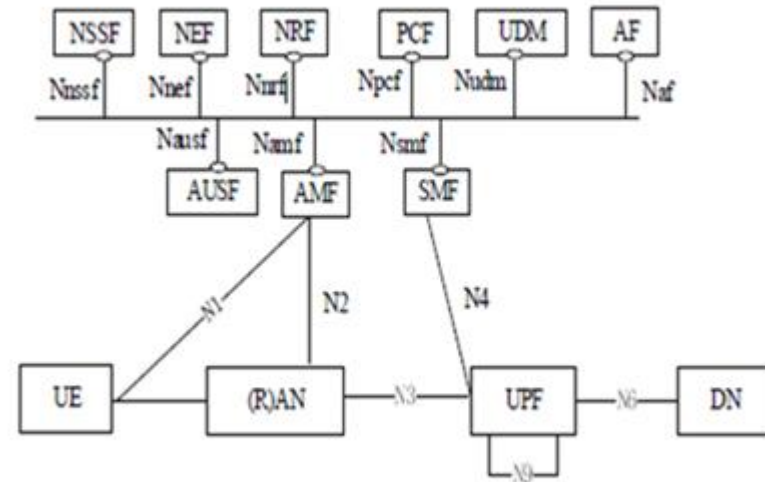 NSSF NEF NRF PCF UDM AF
Nnssf Nnef Nnrf Npcf Nudm Naf
Nausf Namf Nsmf
AUSF AMF SMF
N1 N2 N4
UE (R)AN N3 UPF N6 DN
N9